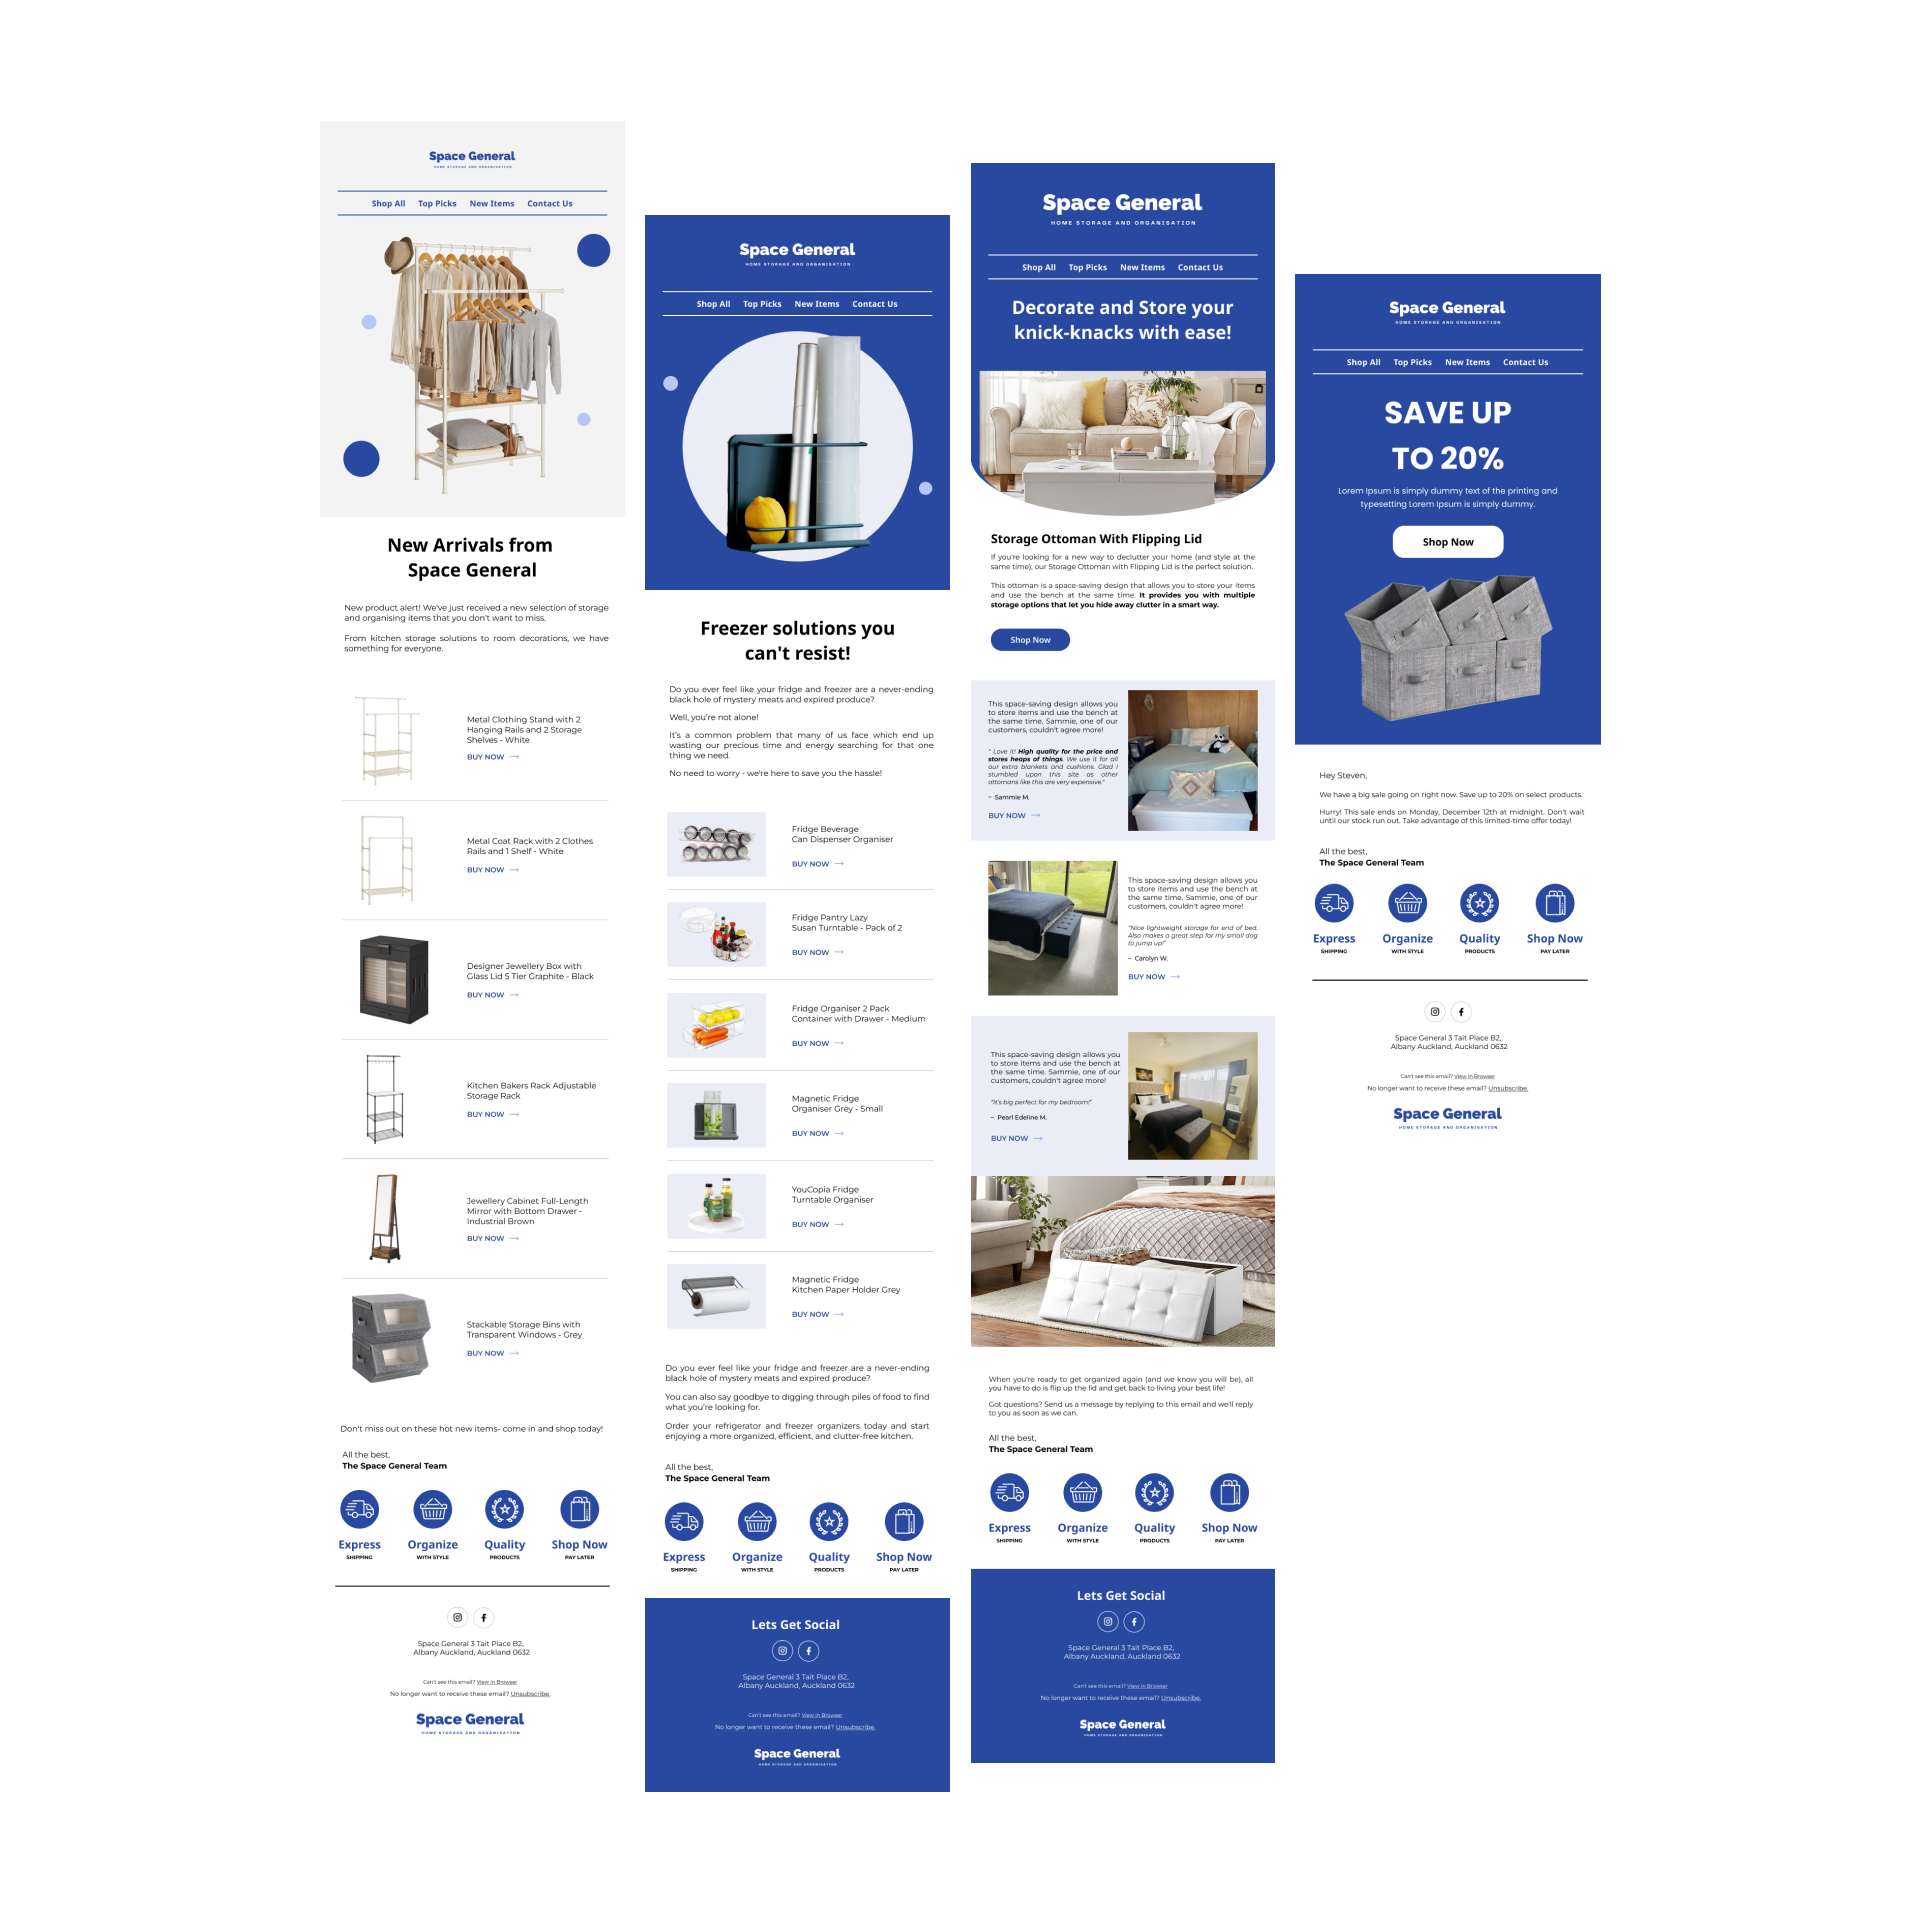 Space General
HOME STORAGE AND ORGANISATION
Shop All Top Picks New Items Contact Us
New Arrivals from
Space General
New product alert! We've just received a new selection of storage
and organising items that you don't want to miss.
From kitchen storage solutions to room decorations, we have
something for everyone.
Metal Clothing Stand with 2
Hanging Rails and 2 Storage
Shelves - White
BUY NOW →
Metal Coat Rack with 2 Clothes
Rails and 1 Shelf - White
BUY NOW →
Designer Jewellery Box with
Glass Lid 5 Tier Graphite - Black
BUY NOW →
Kitchen Bakers Rack Adjustable
Storage Rack
BUY NOW →
Jewellery Cabinet Full-Length
Mirror with Bottom Drawer -
Industrial Brown
BUY NOW →
Stackable Storage Bins with
Transparent Windows - Grey
BUY NOW →
Don't miss out on these hot new items- come in and shop today!
All the best,
The Space General Team
Express Organize Quality Shop Now
SHIPPING WITH STYLE PRODUCTS PAY LATER
Space General 3 Tait Place B2,
Albany Auckland, Auckland 0632
Can't see this email? View in Browser
No longer want to receive these email? Unsubscribe.
Space General
HOME STORAGE AND ORGANISATION
Space General
HOME STORAGE AND ORGANISATION
Shop All Top Picks New Items Contact Us
Freezer solutions you
can't resist!
Do you ever feel like your fridge and freezer are a never-ending
black hole of mystery meats and expired produce?
Well, you're not alone!
It's a common problem that many of us face which end up
wasting our precious time and energy searching for that one
thing we need.
No need to worry - we're here to save you the hassle!
Fridge Beverage
Can Dispenser Organiser
BUY NOW →
Fridge Pantry Lazy
Susan Turntable - Pack of 2
BUY NOW →
Fridge Organiser 2 Pack
Container with Drawer - Medium
BUY NOW →
Magnetic Fridge
Organiser Grey - Small
BUY NOW →
YouCopia Fridge
Turntable Organiser
BUY NOW →
Magnetic Fridge
Kitchen Paper Holder Grey
BUY NOW →
Do you ever feel like your fridge and freezer are a never-ending
black hole of mystery meats and expired produce?
You can also say goodbye to digging through piles of food to find
what you're looking for.
Order your refrigerator and freezer organizers today and start
enjoying a more organized, efficient, and clutter-free kitchen.
All the best,
The Space General Team
Express Organize Quality Shop Now
SHIPPING WITH STYLE PRODUCTS PAY LATER
Lets Get Social
Space General 3 Tait Place B2,
Albany Auckland, Auckland 0632
Can't see this email? View in Browser
No longer want to receive these email? Unsubscribe.
Space General
HOME STORAGE AND ORGANISATION
Space General
HOME STORAGE AND ORGANISATION
Shop All Top Picks New Items Contact Us
Decorate and Store your
knick-knacks with ease!
Storage Ottoman With Flipping Lid
If you're looking for a new way to declutter your home (and style at the
same time), our Storage Ottoman with Flipping Lid is the perfect solution.
This ottoman is a space-saving design that allows you to store your items
and use the bench at the same time. It provides you with multiple
storage options that let you hide away clutter in a smart way.
Shop Now
This space-saving design allows you
to store items and use the bench at
the same time. Sammie, one of our
customers, couldn't agree more!
" Love it! High quality for the price and
stores heaps of things. We use it for all
our extra blankets and cushions. Glad I
stumbled upon this site as other
ottomans like this are very expensive."
– Sammie M.
BUY NOW →
This space-saving design allows you
to store items and use the bench at
the same time. Sammie, one of our
customers, couldn't agree more!
"Nice lightweight storage for end of bed.
Also makes a great step for my small dog
to jump up!"
– Carolyn W.
BUY NOW →
This space-saving design allows you
to store items and use the bench at
the same time. Sammie, one of our
customers, couldn't agree more!
"It's big perfect for my bedroom!"
– Pearl Edeline M.
BUY NOW →
When you're ready to get organized again (and we know you will be), all
you have to do is flip up the lid and get back to living your best life!
Got questions? Send us a message by replying to this email and we'll reply
to you as soon as we can.
All the best,
The Space General Team
Express Organize Quality Shop Now
SHIPPING WITH STYLE PRODUCTS PAY LATER
Lets Get Social
Space General 3 Tait Place B2,
Albany Auckland, Auckland 0632
Can't see this email? View in Browser
No longer want to receive these email? Unsubscribe.
Space General
HOME STORAGE AND ORGANISATION
Space General
HOME STORAGE AND ORGANISATION
Shop All Top Picks New Items Contact Us
SAVE UP
TO 20%
Lorem Ipsum is simply dummy text of the printing and
typesetting Lorem Ipsum is simply dummy.
Shop Now
Hey Steven,
We have a big sale going on right now. Save up to 20% on select products.
Hurry! This sale ends on Monday, December 12th at midnight. Don't wait
until our stock run out. Take advantage of this limited-time offer today!
All the best,
The Space General Team
Express Organize Quality Shop Now
SHIPPING WITH STYLE PRODUCTS PAY LATER
Space General 3 Tait Place B2,
Albany Auckland, Auckland 0632
Can't see this email? View in Browser
No longer want to receive these email? Unsubscribe.
Space General
HOME STORAGE AND ORGANISATION